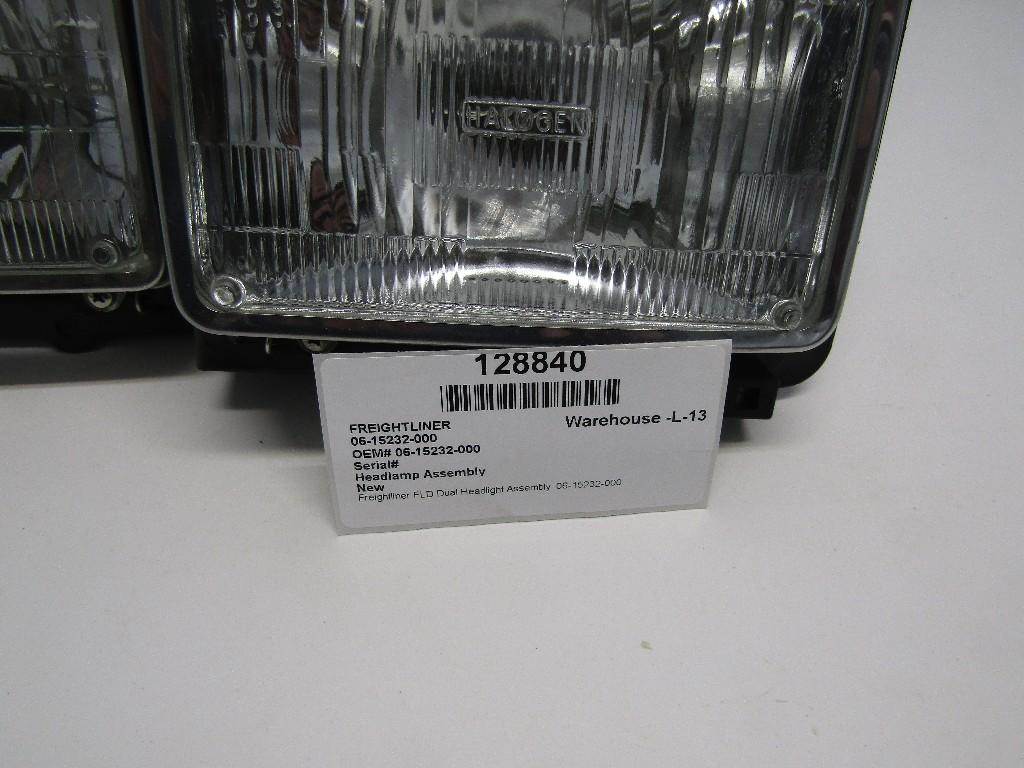 HALOGEN
128840
FREIGHTLINER
Warehouse -L-13
06-15232-000
OEM# 06-15232-000
Serial#
Headlamp Assembly
New
Freightliner FLD Dual Headlight Assembly 06-15232-000